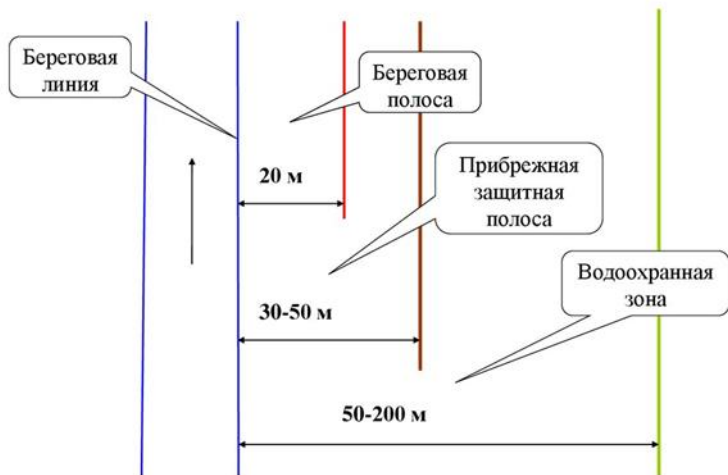 Береговая
линия
Береговая
полоса
20 м
Прибрежная
защитная
полоса
Водоохранная
зона
30-50 м
50-200 м